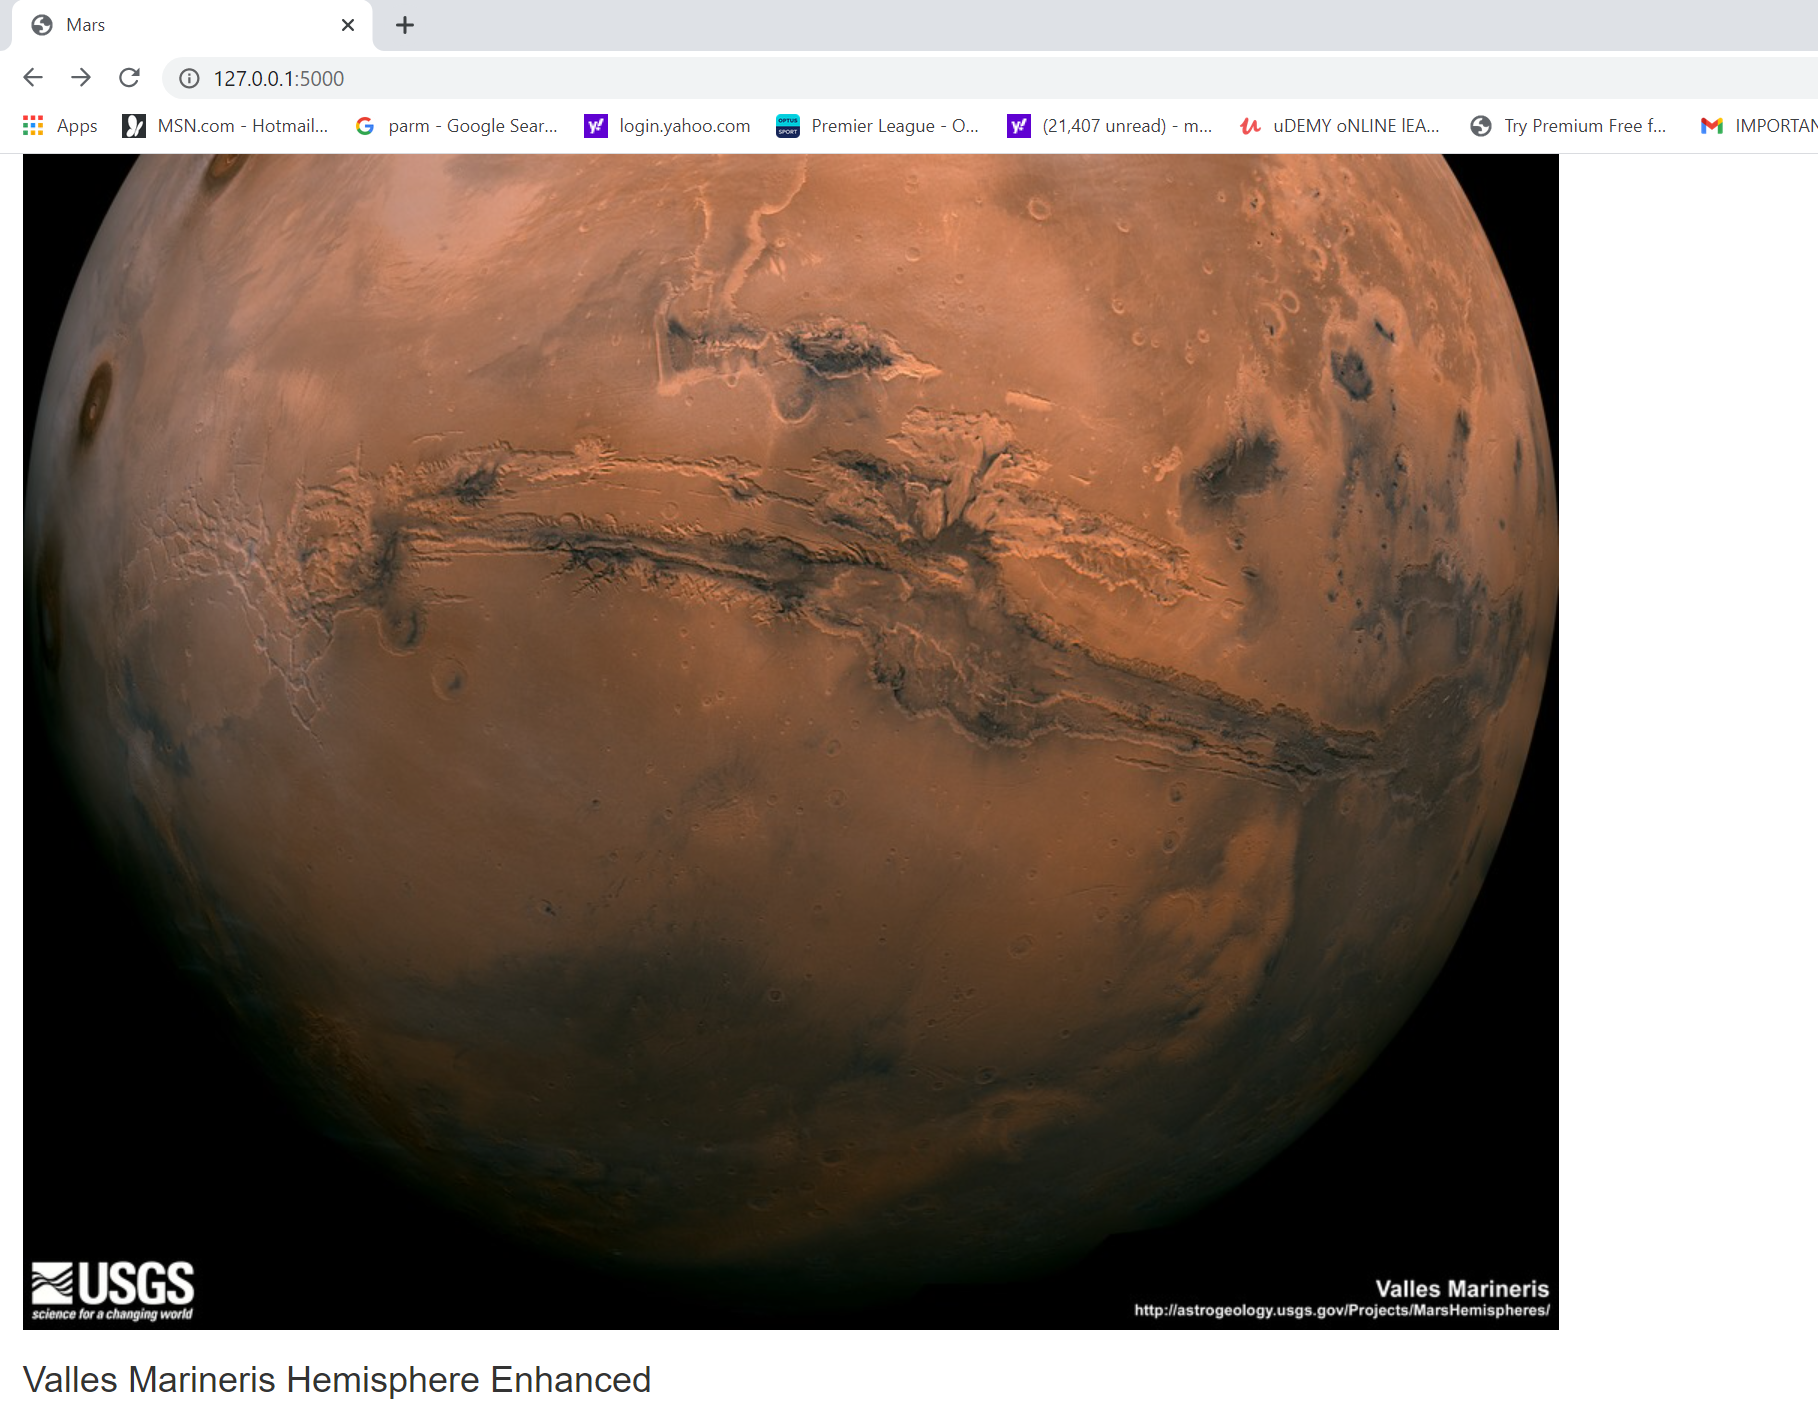 Mars
127.0.0.1:5000
Apps MSN.com - Hotmail... parm - Google Sear... login.yahoo.com OPTUS SPORT Premier League - O... y! (21,407 unread) - m... uDEMY oNLINE lEA... Try Premium Free f... IMPORTAN
USGS
science for a changing world
Valles Marineris
http://astrogeology.usgs.gov/Projects/MarsHemispheres/
Valles Marineris Hemisphere Enhanced